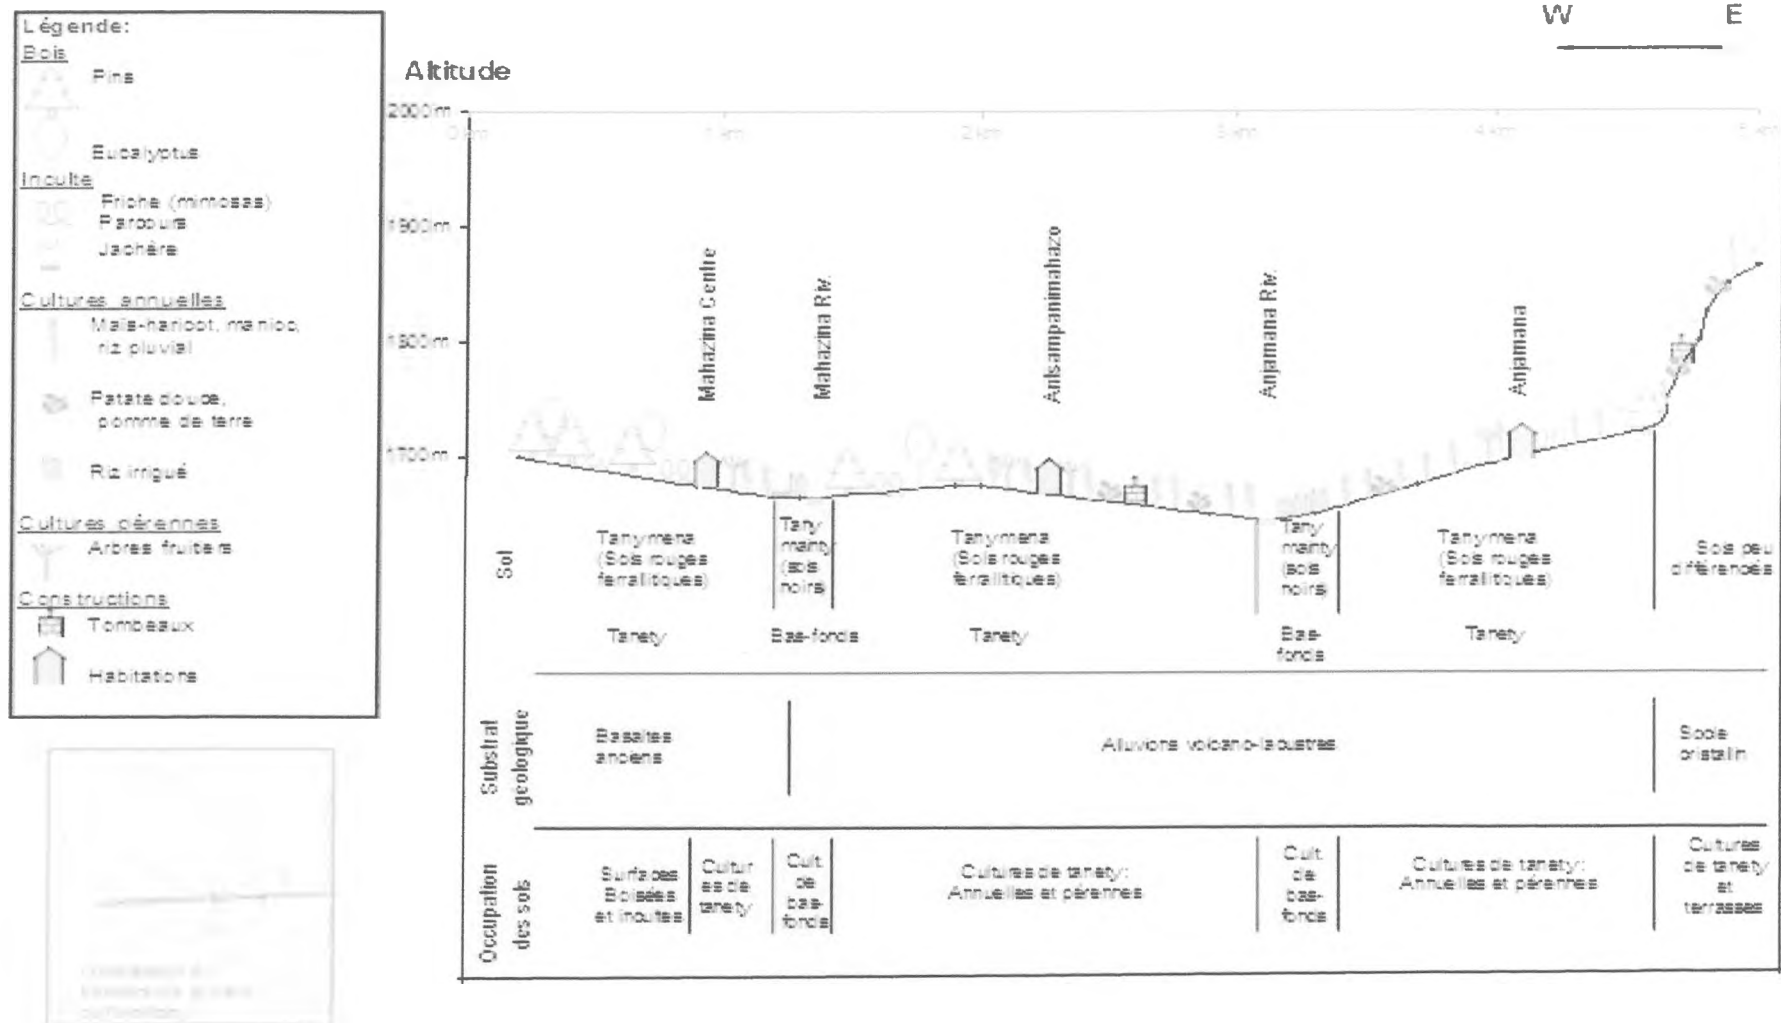 Légende:
Bois
Pins
Eucalyptus
Inculte
Friche (mimosas)
Parcours
Jachère
Cultures annuelles
Maïs-haricot, manioc,
riz pluvial
Patate douce,
pomme de terre
Riz irrigué
Cultures pérennes
Arbres fruitiers
Constructions
Tombeaux
Habitations
W E
Altitude
2000m
0 km 1 km 2 km 3 km 4 km 5 km
1900m
1800m
1700m
Mahazina Centre
Mahazina Riv.
Antsampanimahazo
Anjamana Riv.
Anjamana
Sol
Tanymena
(Sols rouges
ferrallitiques)
Tany
mainty
(sols
noirs)
Tanymena
(Sols rouges
ferrallitiques)
Tany
mainty
(sols
noirs)
Tanymena
(Sols rouges
ferrallitiques)
Sols peu
différenciés
Tanety
Bas-fonds
Tanety
Bas-
fonds
Tanety
Substrat
géologique
Basaltes
anciens
Alluvions volcano-lacustres
Socle
cristallin
Occupation
des sols
Surfaces
Boisées
et incultes
Cultur
es de
tanety
Cult.
de
bas-
fonds
Cultures de tanety:
Annuelles et pérennes
Cult.
de
bas-
fonds
Cultures de tanety:
Annuelles et pérennes
Cultures
de tanety
et
terrasses